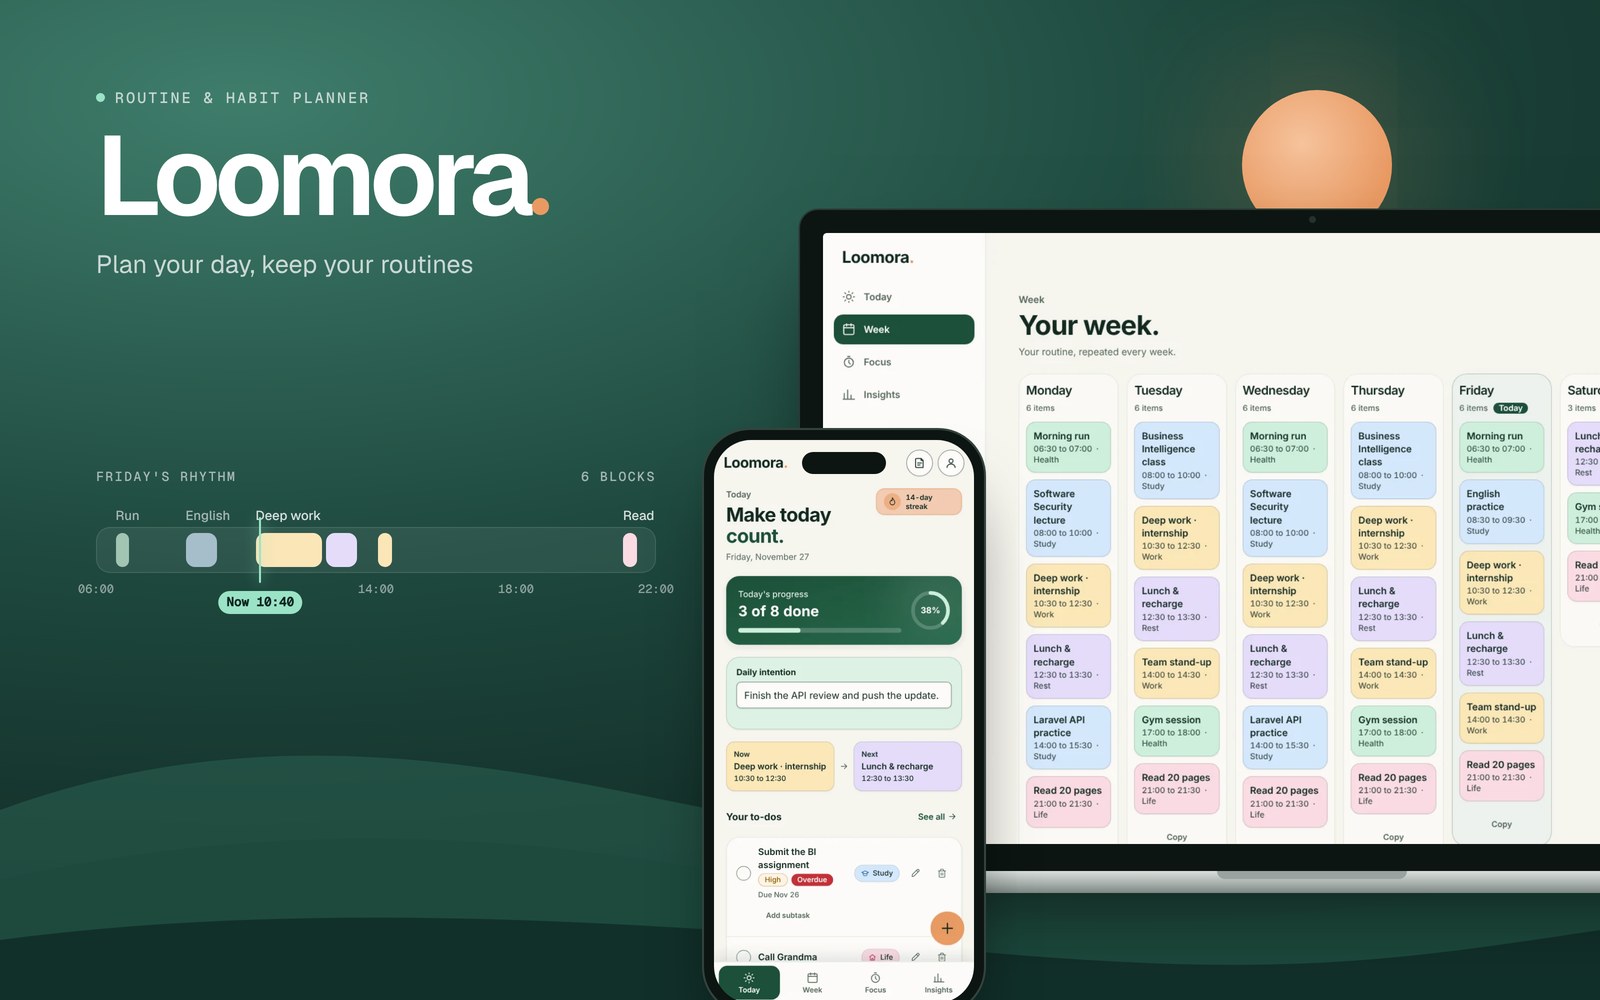 ROUTINE & HABIT PLANNER
Loomora.
Plan your day, keep your routines
FRIDAY'S RHYTHM
6 BLOCKS
Run
English
Deep work
Read
06:00
14:00
18:00
22:00
Now 10:40
Loomora.
Today
Week
Focus
Insights
Week
Your week.
Your routine, repeated every week.
Monday
6 items
Morning run
06:30 to 07:00 ·
Health
Software
Security
lecture
08:00 to 10:00 ·
Study
Deep work ·
internship
10:30 to 12:30 ·
Work
Lunch &
recharge
12:30 to 13:30 ·
Rest
Laravel API
practice
14:00 to 15:30 ·
Study
Read 20 pages
21:00 to 21:30 ·
Life
Tuesday
6 items
Business
Intelligence
class
08:00 to 10:00 ·
Study
Deep work ·
internship
10:30 to 12:30 ·
Work
Lunch &
recharge
12:30 to 13:30 ·
Rest
Team stand-up
14:00 to 14:30 ·
Work
Gym session
17:00 to 18:00 ·
Health
Read 20 pages
21:00 to 21:30 ·
Life
Copy
Wednesday
6 items
Morning run
06:30 to 07:00 ·
Health
Software
Security
lecture
08:00 to 10:00 ·
Study
Deep work ·
internship
10:30 to 12:30 ·
Work
Lunch &
recharge
12:30 to 13:30 ·
Rest
Laravel API
practice
14:00 to 15:30 ·
Study
Read 20 pages
21:00 to 21:30 ·
Life
Thursday
6 items
Business
Intelligence
class
08:00 to 10:00 ·
Study
Deep work ·
internship
10:30 to 12:30 ·
Work
Lunch &
recharge
12:30 to 13:30 ·
Rest
Team stand-up
14:00 to 14:30 ·
Work
Gym session
17:00 to 18:00 ·
Health
Read 20 pages
21:00 to 21:30 ·
Life
Copy
Friday
6 items Today
Morning run
06:30 to 07:00 ·
Health
English
practice
08:30 to 09:30 ·
Study
Deep work ·
internship
10:30 to 12:30 ·
Work
Lunch &
recharge
12:30 to 13:30 ·
Rest
Team stand-up
14:00 to 14:30 ·
Work
Read 20 pages
21:00 to 21:30 ·
Life
Copy
Satur
3 items
Lunch
recha
12:30
Rest
Gym s
17:00
Health
Read
21:00
Life
Loomora.
Today
14-day
streak
Make today
count.
Friday, November 27
Today's progress
3 of 8 done
38%
Daily intention
Finish the API review and push the update.
Now
Deep work · internship
10:30 to 12:30
→
Next
Lunch & recharge
12:30 to 13:30
Your to-dos
See all →
Submit the BI
assignment
High Overdue
Study
Due Nov 26
Add subtask
Call Grandma
Life
Today
Week
Focus
Insights